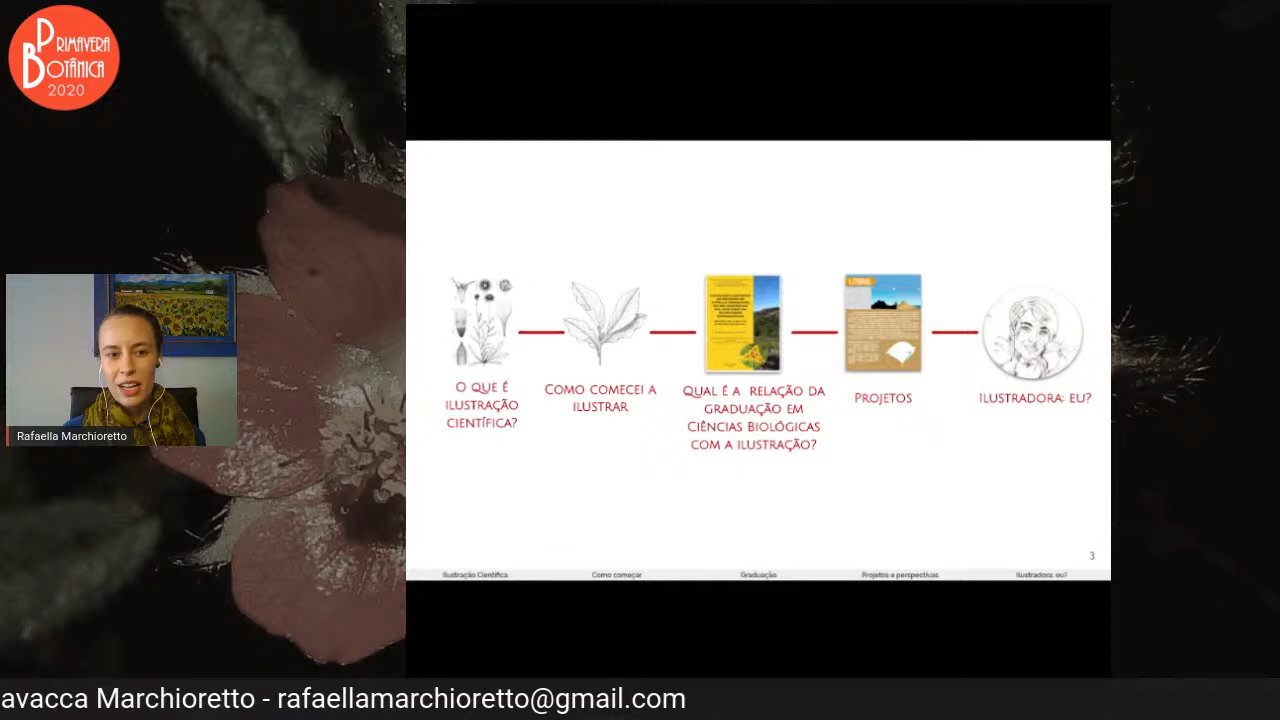 PRIMAVERA
BOTÂNICA
2020
Rafaella Marchioretto
O QUE É
ILUSTRAÇÃO
CIENTÍFICA?
COMO COMECEI A
ILUSTRAR
QUAL É A RELAÇÃO DA
GRADUAÇÃO EM
CIÊNCIAS BIOLÓGICAS
COM A ILUSTRAÇÃO?
PROJETOS
ILUSTRADORA: EU?
3
Ilustração Científica
Como começar
Graduação
Projetos e perspectivas
Ilustradora: eu?
avacca Marchioretto - rafaellamarchioretto@gmail.com